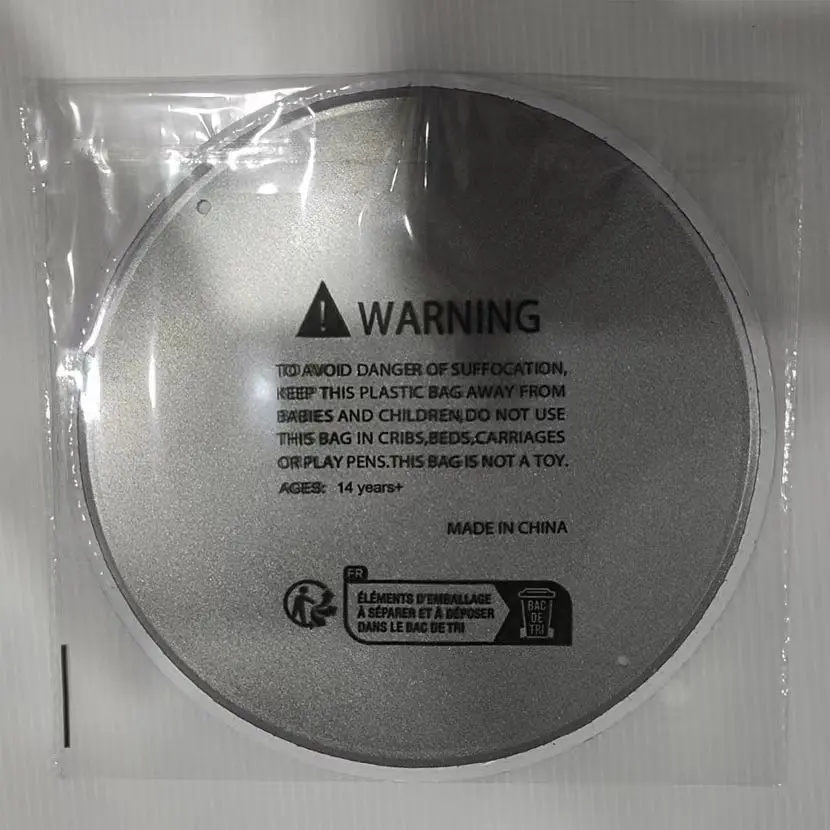 WARNING
TO AVOID DANGER OF SUFFOCATION,
KEEP THIS PLASTIC BAG AWAY FROM
BABIES AND CHILDREN,DO NOT USE
THIS BAG IN CRIBS,BEDS,CARRIAGES
OR PLAY PENS.THIS BAG IS NOT A TOY.
AGES: 14 years+
MADE IN CHINA
FR
ÉLÉMENTS D'EMBALLAGE
À SÉPARER ET À DÉPOSER
DANS LE BAC DE TRI
BAC
DE
TRI